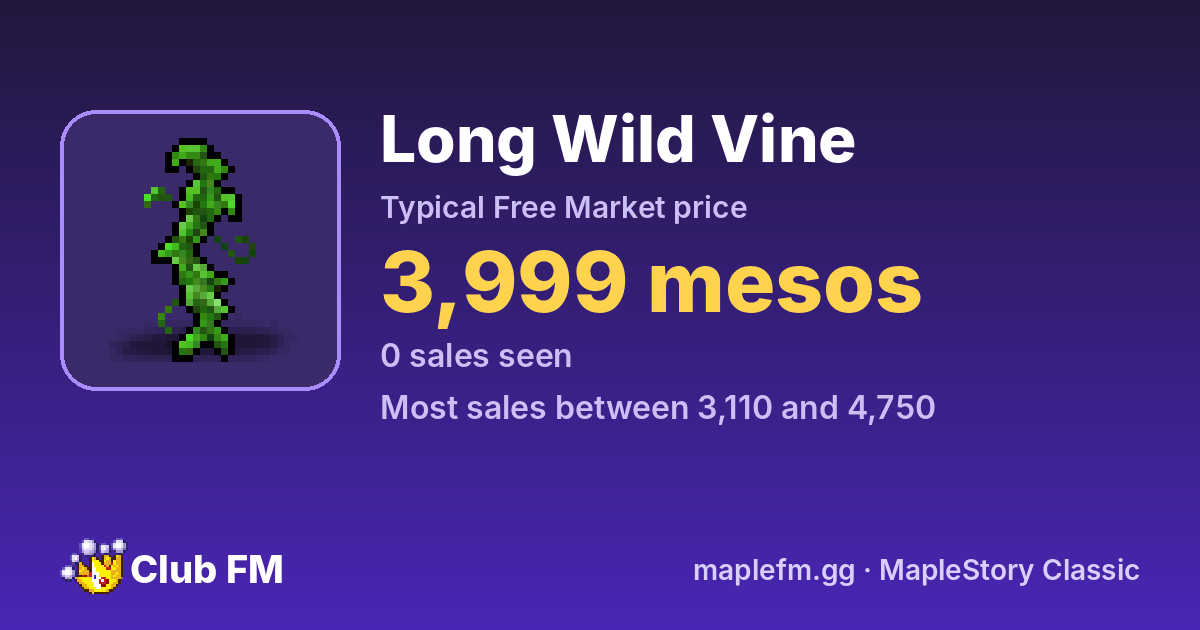 Long Wild Vine
Typical Free Market price
3,999 mesos
0 sales seen
Most sales between 3,110 and 4,750
Club FM
maplefm.gg · MapleStory Classic